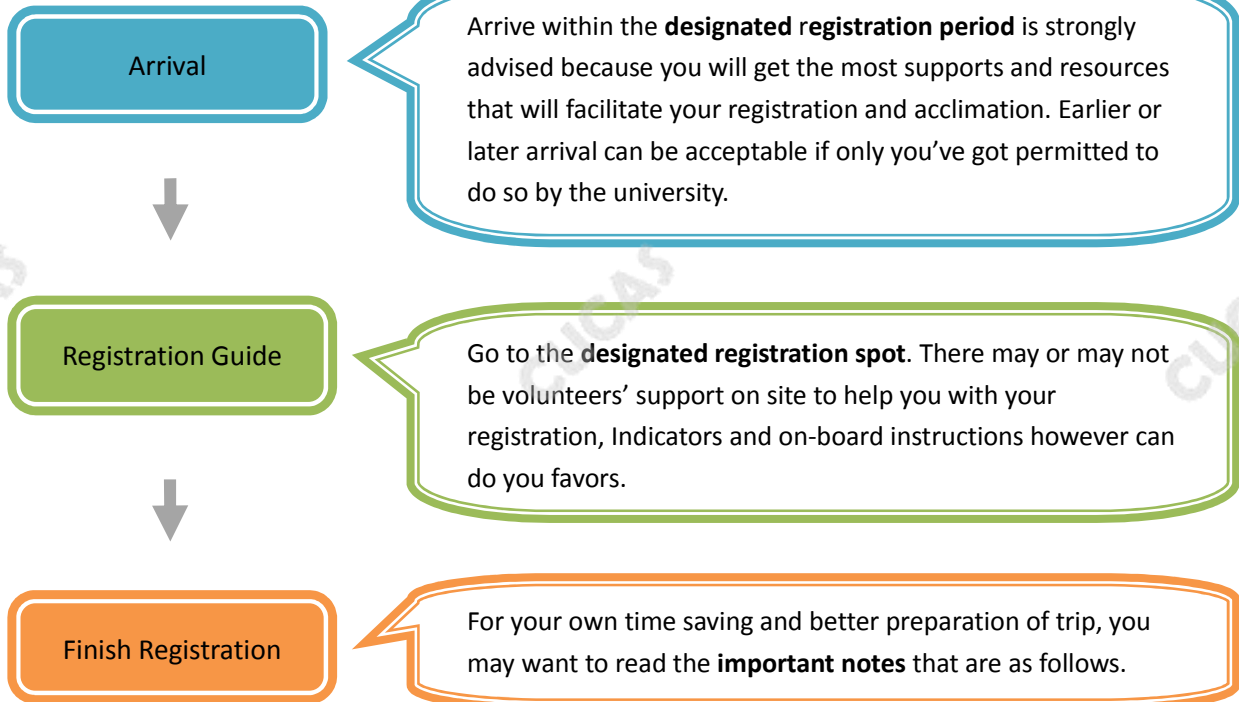 Arrival
Arrive within the designated registration period is strongly
advised because you will get the most supports and resources
that will facilitate your registration and acclimation. Earlier or
later arrival can be acceptable if only you’ve got permitted to
do so by the university.
Registration Guide
Go to the designated registration spot. There may or may not
be volunteers’ support on site to help you with your
registration, Indicators and on-board instructions however can
do you favors.
CUCAS
Finish Registration
For your own time saving and better preparation of trip, you
may want to read the important notes that are as follows.